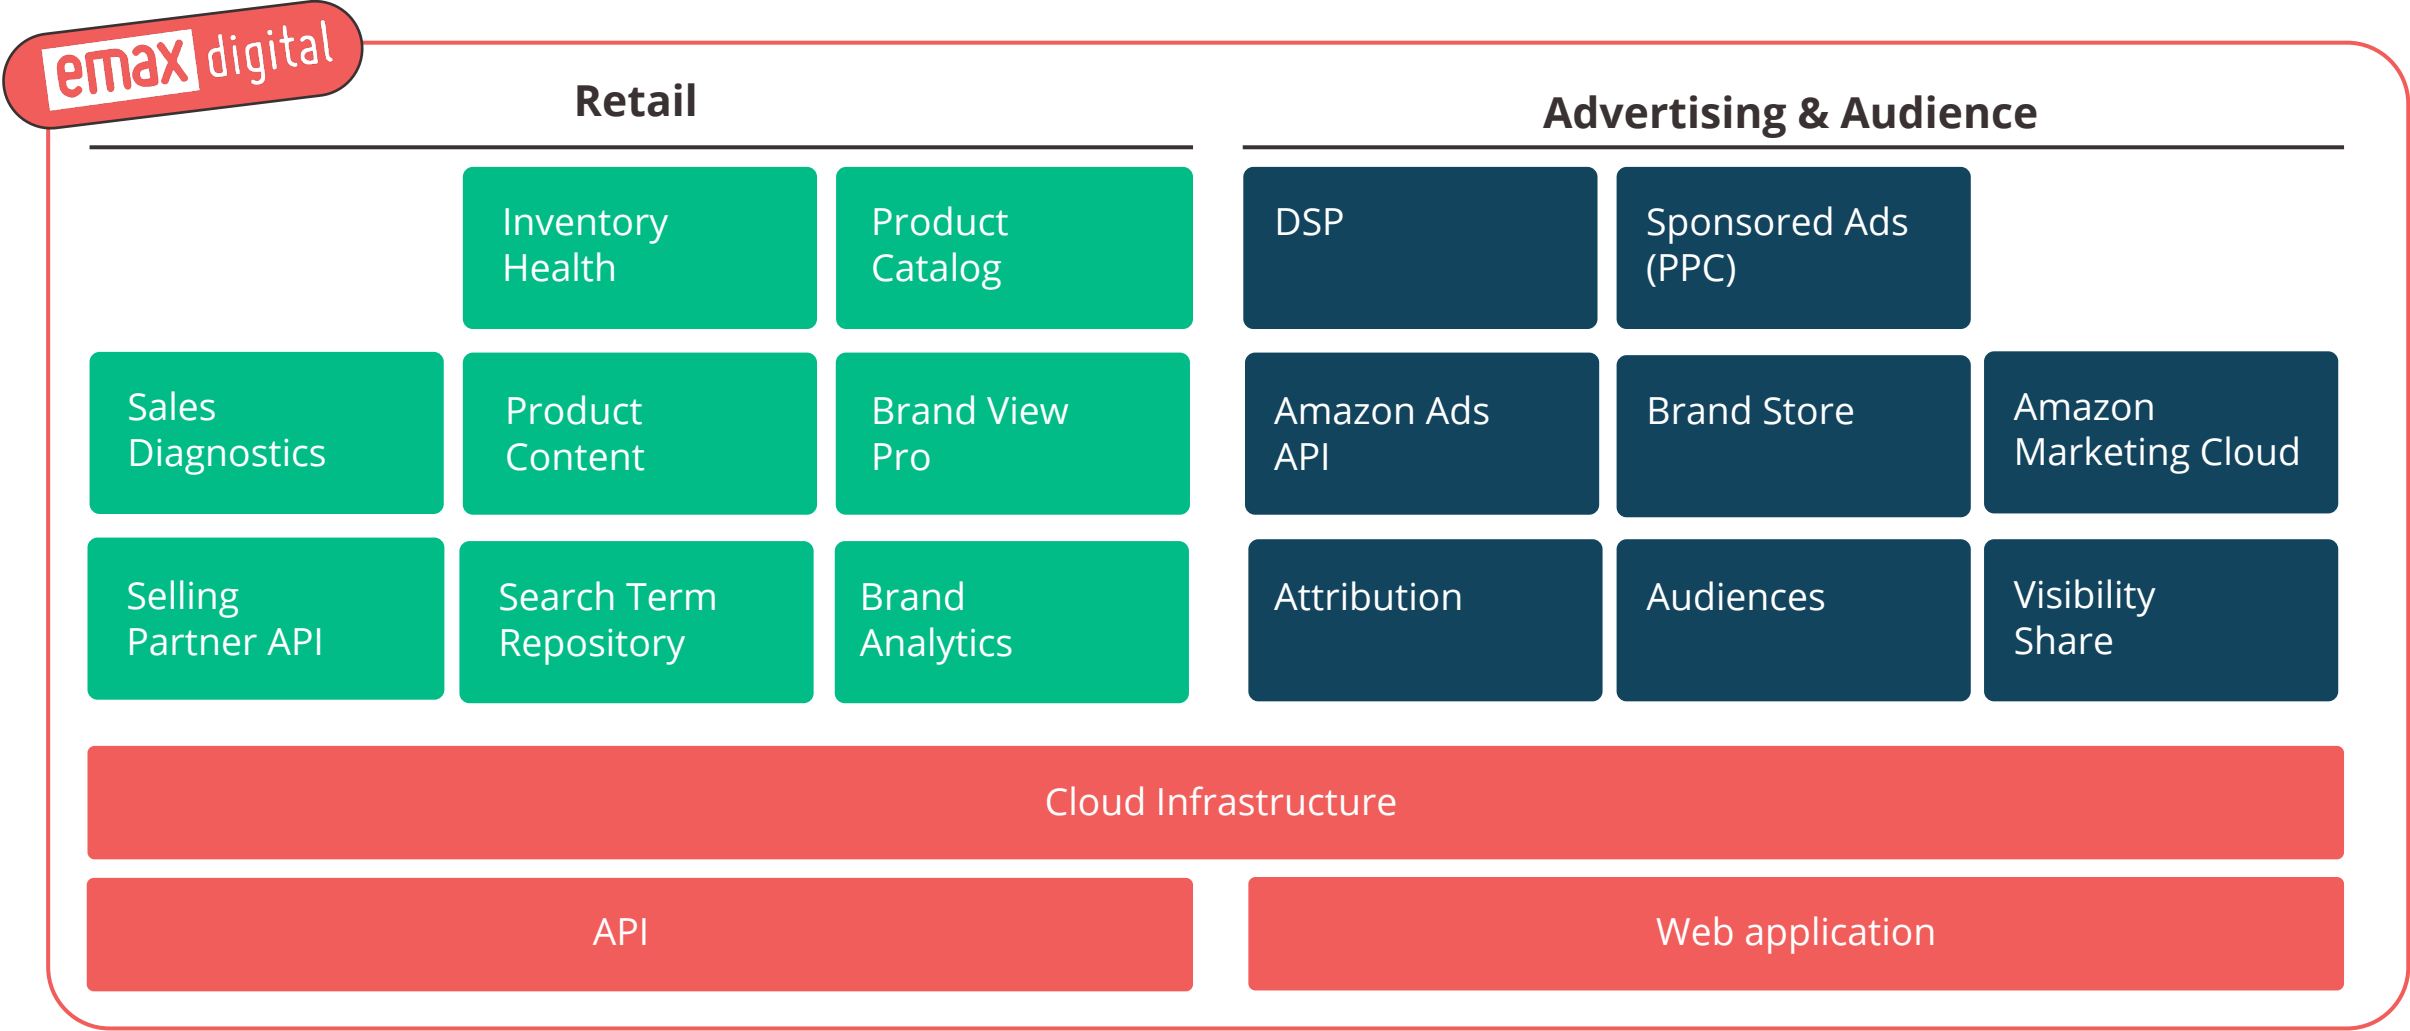 emax digital
Retail
Advertising & Audience
Inventory
Health
Product
Catalog
DSP
Sponsored Ads
(PPC)
Sales
Diagnostics
Product
Content
Brand View
Pro
Amazon Ads
API
Brand Store
Amazon
Marketing Cloud
Selling
Partner API
Search Term
Repository
Brand
Analytics
Attribution
Audiences
Visibility
Share
Cloud Infrastructure
API
Web application